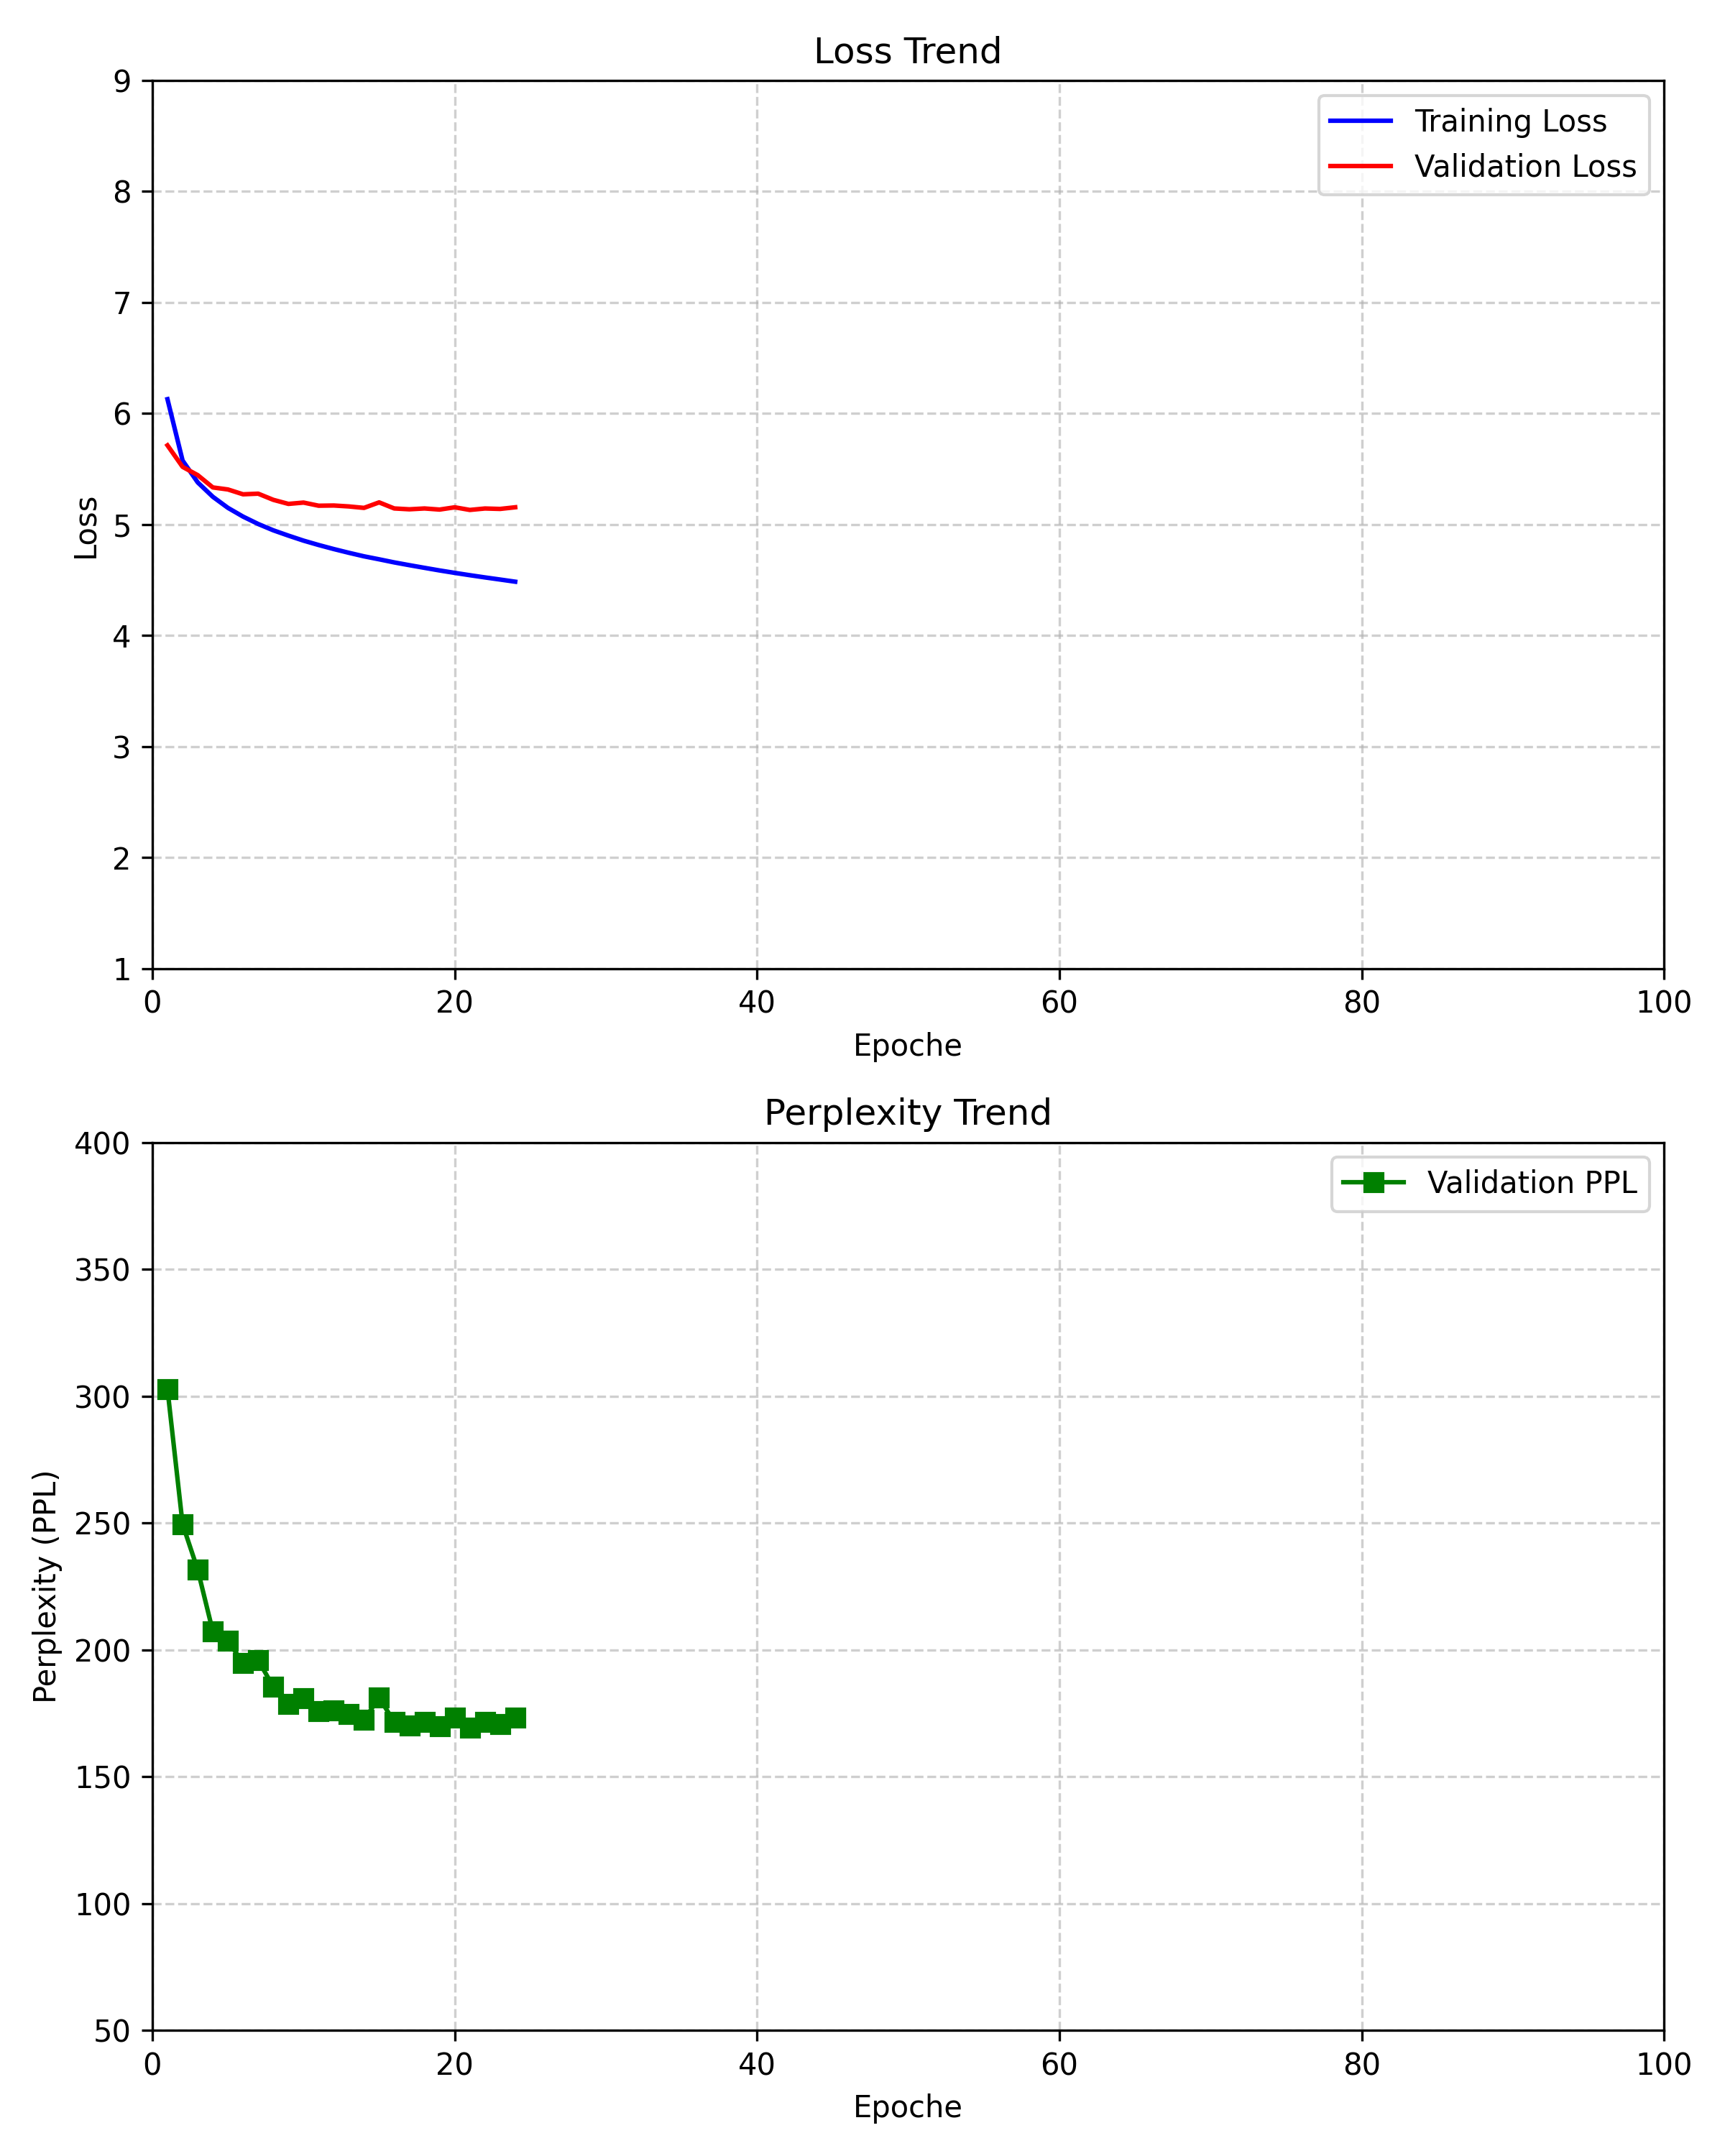 Loss Trend
9
8
7
6
5
4
3
2
1
Loss
Training Loss
Validation Loss
0 20 40 60 80 100
Epoche
Perplexity Trend
400
350
300
250
200
150
100
50
Perplexity (PPL)
Validation PPL
0 20 40 60 80 100
Epoche